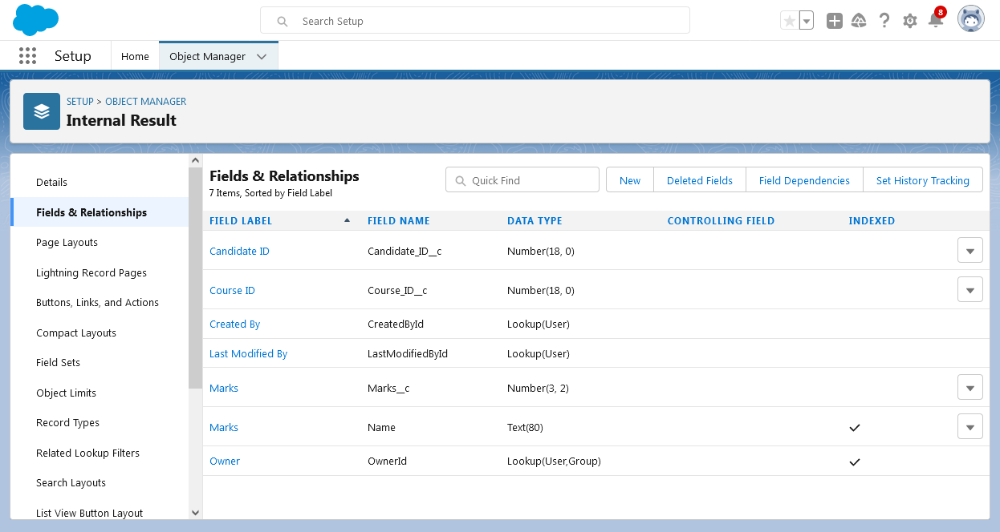 Search Setup
8
Setup
Home
Object Manager
SETUP > OBJECT MANAGER
Internal Result
Details
Fields & Relationships
Page Layouts
Lightning Record Pages
Buttons, Links, and Actions
Compact Layouts
Field Sets
Object Limits
Record Types
Related Lookup Filters
Search Layouts
List View Button Layout
Fields & Relationships
7 Items, Sorted by Field Label
Quick Find
New
Deleted Fields
Field Dependencies
Set History Tracking
FIELD LABEL FIELD NAME DATA TYPE CONTROLLING FIELD INDEXED
Candidate ID Candidate_ID__c Number(18, 0)
Course ID Course_ID__c Number(18, 0)
Created By CreatedById Lookup(User)
Last Modified By LastModifiedById Lookup(User)
Marks Marks__c Number(3, 2)
Marks Name Text(80)
Owner OwnerId Lookup(User,Group)